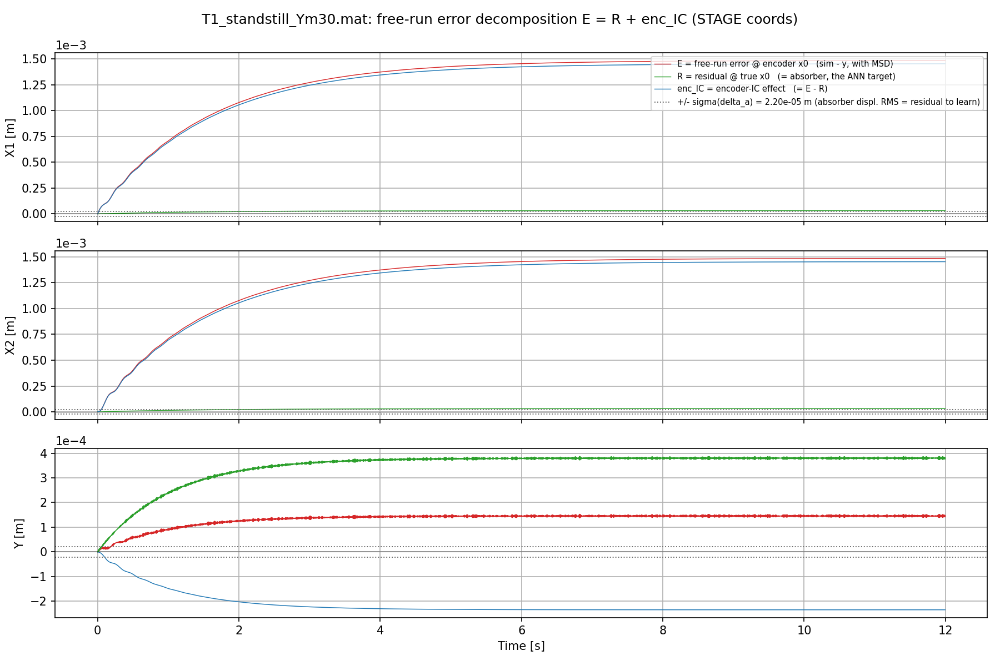 T1_standstill_Ym30.mat: free-run error decomposition E = R + enc_IC (STAGE coords)
1e−3
X1 [m]
1.50
1.25
1.00
0.75
0.50
0.25
0.00
E = free-run error @ encoder x0   (sim - y, with MSD)
R = residual @ true x0   (= absorber, the ANN target)
enc_IC = encoder-IC effect   (= E - R)
+/- sigma(delta_a) = 2.20e-05 m (absorber displ. RMS = residual to learn)
1e−3
X2 [m]
1.50
1.25
1.00
0.75
0.50
0.25
0.00
1e−4
Y [m]
4
3
2
1
0
−1
−2
0 2 4 6 8 10 12
Time [s]